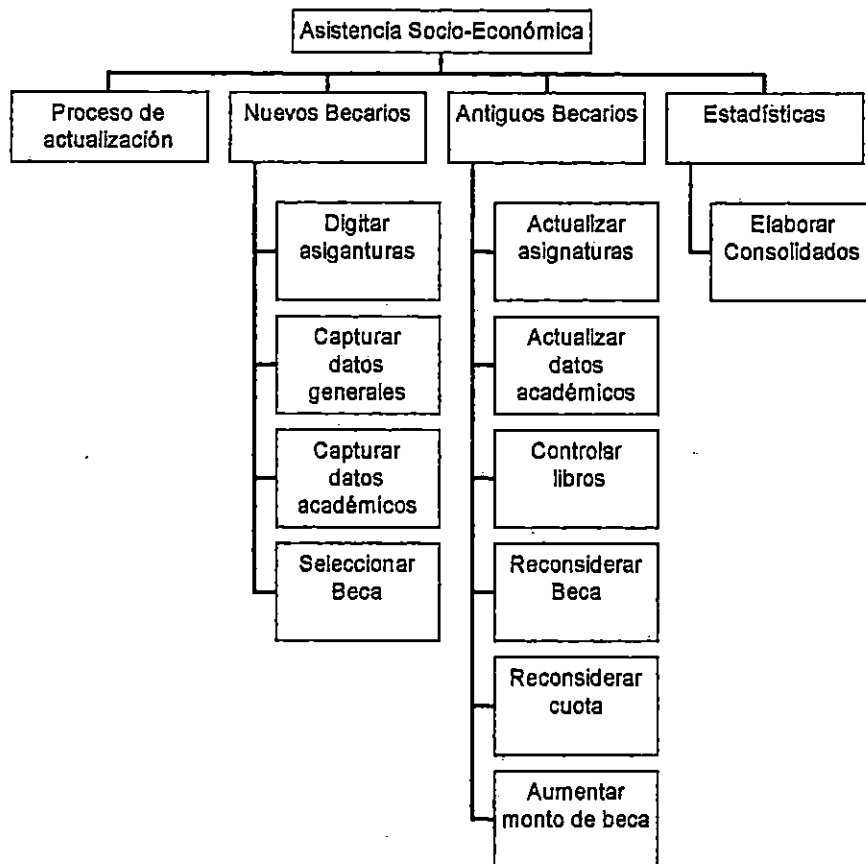 Asistencia Socio-Económica
Proceso de
actualización
Nuevos Becarios
Antiguos Becarios
Estadísticas
Digitar
asiganturas
Capturar
datos
generales
Capturar
datos
académicos
Seleccionar
Beca
Actualizar
asignaturas
Actualizar
datos
académicos
Controlar
libros
Reconsiderar
Beca
Reconsiderar
cuota
Aumentar
monto de beca
Elaborar
Consolidados